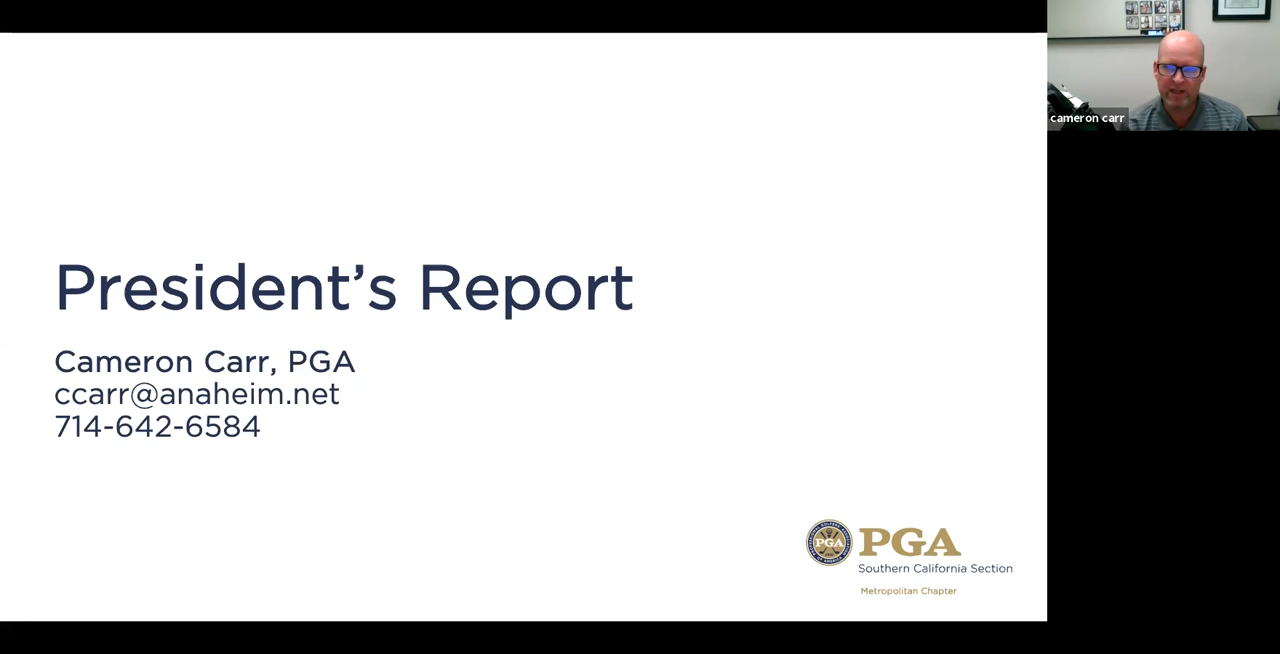 President’s Report
Cameron Carr, PGA
ccarr@anaheim.net
714-642-6584
PGA
PGA
Southern California Section
Metropolitan Chapter
cameron carr